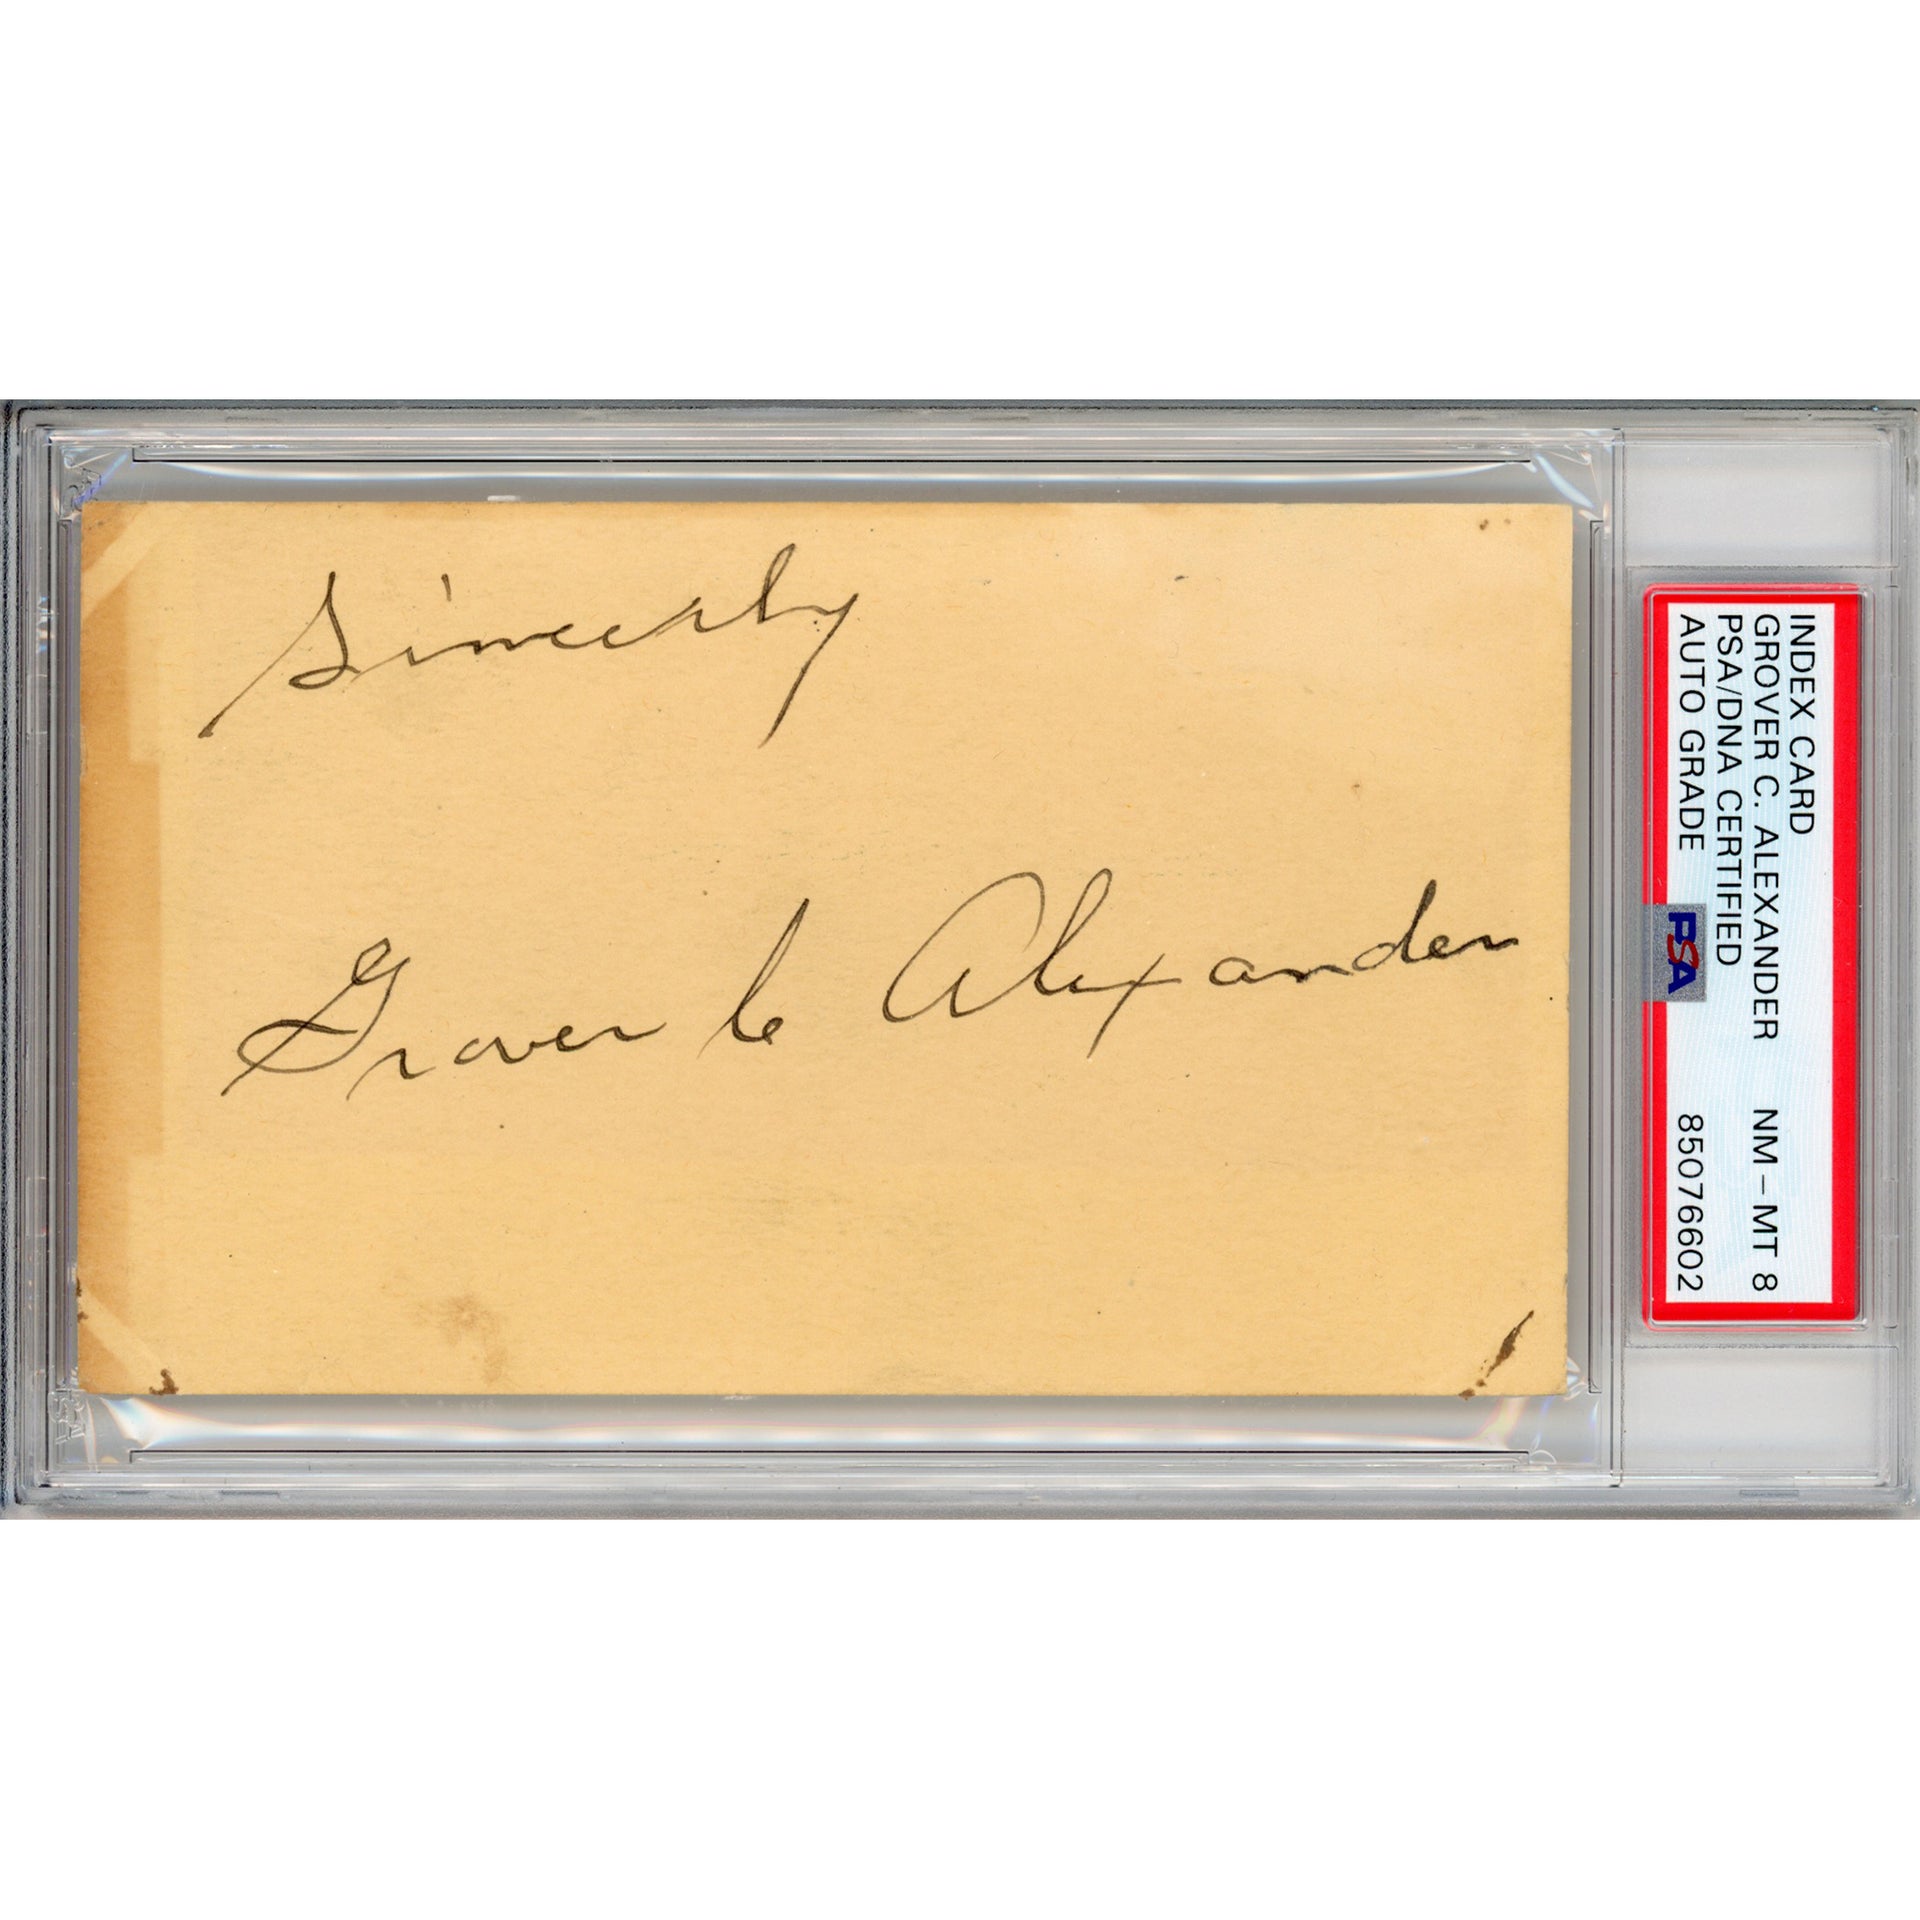 Sincerely
Grover C Alexander
INDEX CARD
GROVER C. ALEXANDER NM-MT 8
PSA/DNA CERTIFIED
AUTO GRADE 85076602
PSA